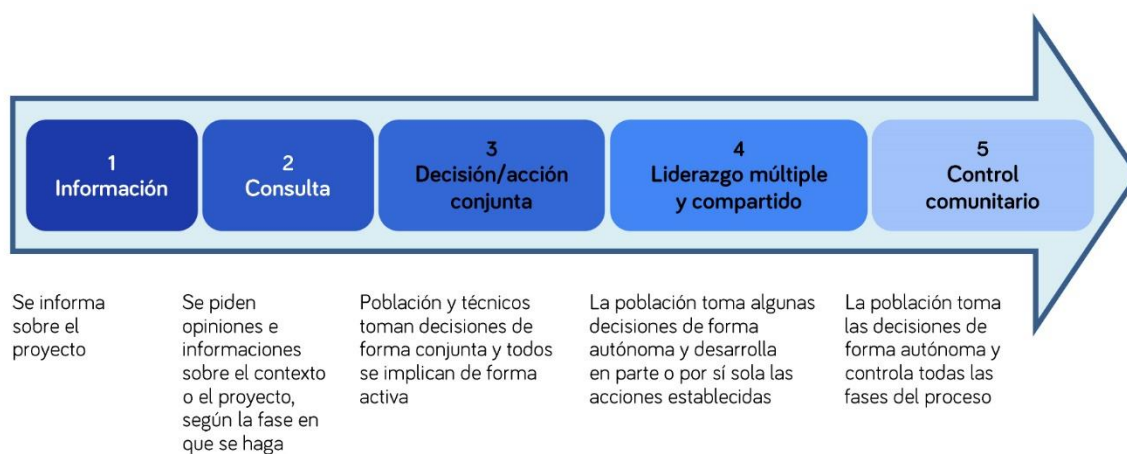 1
Información
2
Consulta
3
Decisión/acción
conjunta
4
Liderazgo múltiple
y compartido
5
Control
comunitario
Se informa
sobre el
proyecto
Se piden
opiniones e
informaciones
sobre el contexto
o el proyecto,
según la fase en
que se haga
Población y técnicos
toman decisiones de
forma conjunta y todos
se implican de forma
activa
La población toma algunas
decisiones de forma
autónoma y desarrolla
en parte o por sí sola las
acciones establecidas
La población toma
las decisiones de
forma autónoma y
controla todas las
fases del proceso